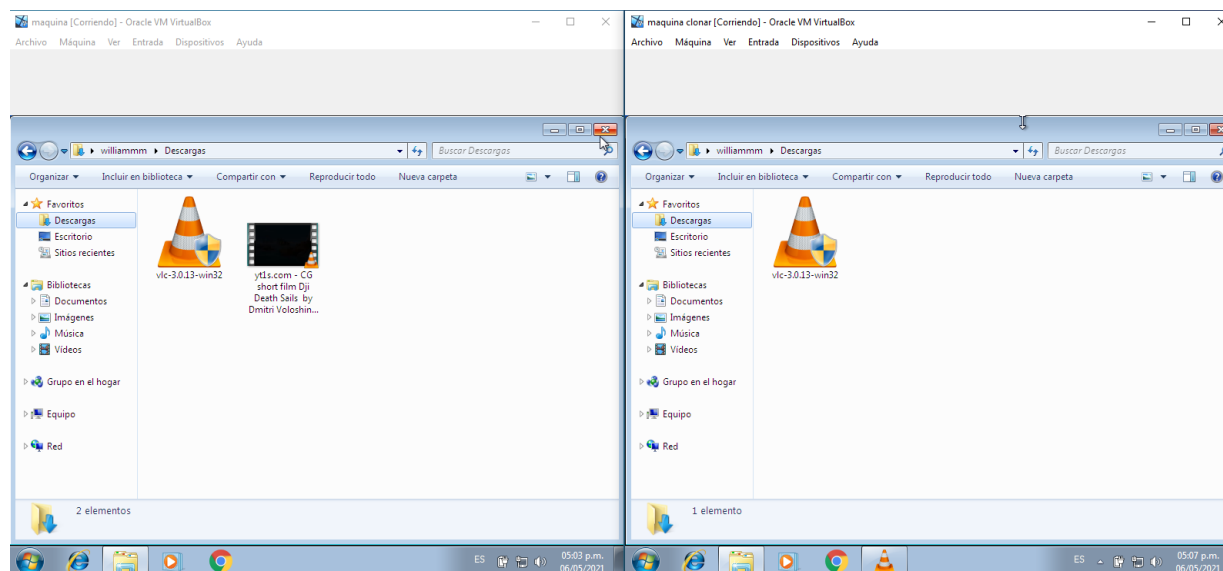 maquina [Corriendo] - Oracle VM VirtualBox
Archivo Máquina Ver Entrada Dispositivos Ayuda
williammm Descargas
Buscar Descargas
Organizar Incluir en biblioteca Compartir con Reproducir todo Nueva carpeta
Favoritos
Descargas
Escritorio
Sitios recientes
Bibliotecas
Documentos
Imágenes
Música
Vídeos
Grupo en el hogar
Equipo
Red
vlc-3.0.13-win32
yt1s.com - CG
short film Dji
Death Sails by
Dmitri Voloshin...
2 elementos
ES
05:03 p.m.
06/05/2021
maquina clonar [Corriendo] - Oracle VM VirtualBox
Archivo Máquina Ver Entrada Dispositivos Ayuda
williammm Descargas
Buscar Descargas
Organizar Incluir en biblioteca Compartir con Reproducir todo Nueva carpeta
Favoritos
Descargas
Escritorio
Sitios recientes
Bibliotecas
Documentos
Imágenes
Música
Vídeos
Grupo en el hogar
Equipo
Red
vlc-3.0.13-win32
1 elemento
ES
05:07 p.m.
06/05/2021